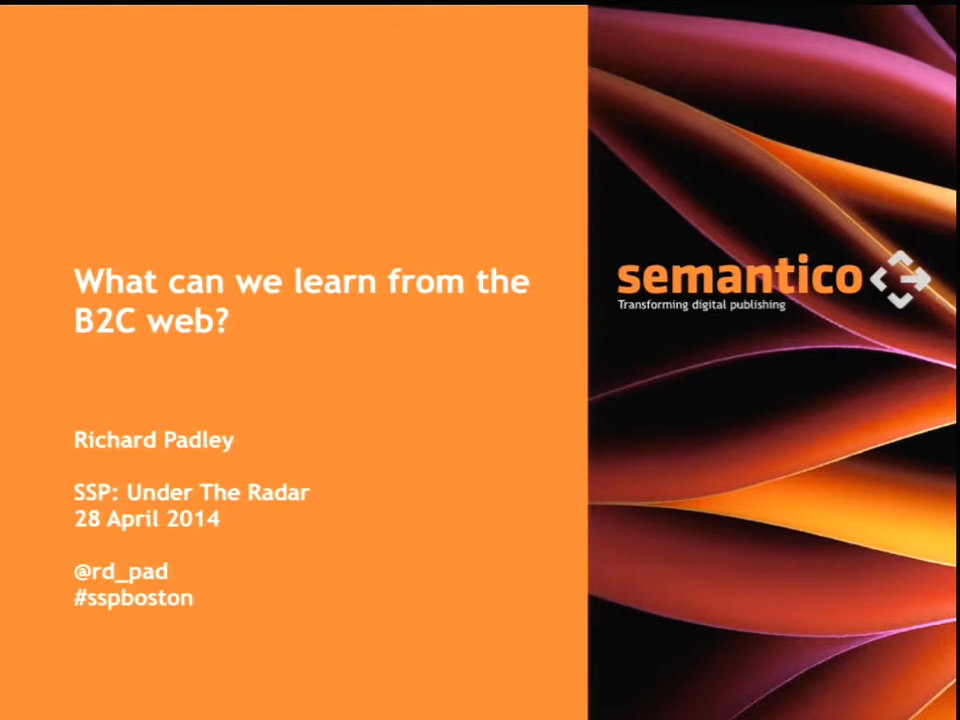 What can we learn from the
B2C web?
Richard Padley
SSP: Under The Radar
28 April 2014
@rd_pad
#sspboston
semantico
Transforming digital publishing